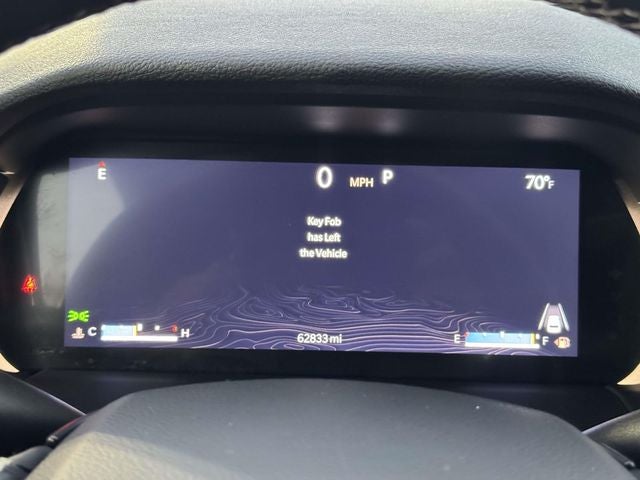 E
0 MPH P
70°F
Key Fob
has Left
the Vehicle
C H
62833 mi
E F